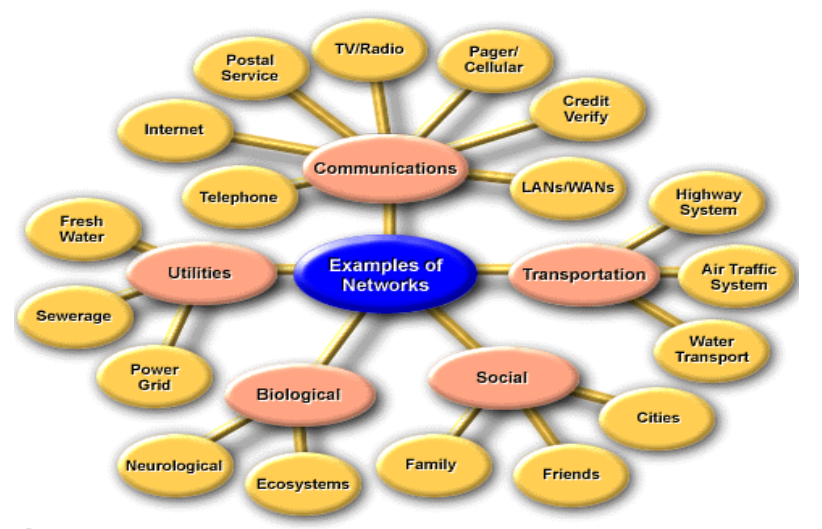 TV/Radio
Postal
Service
Pager/
Cellular
Internet
Credit
Verify
Communications
Telephone
LANs/WANs
Fresh
Water
Highway
System
Utilities
Examples of
Networks
Transportation
Air Traffic
System
Sewerage
Power
Grid
Water
Transport
Biological
Social
Cities
Neurological
Ecosystems
Family
Friends